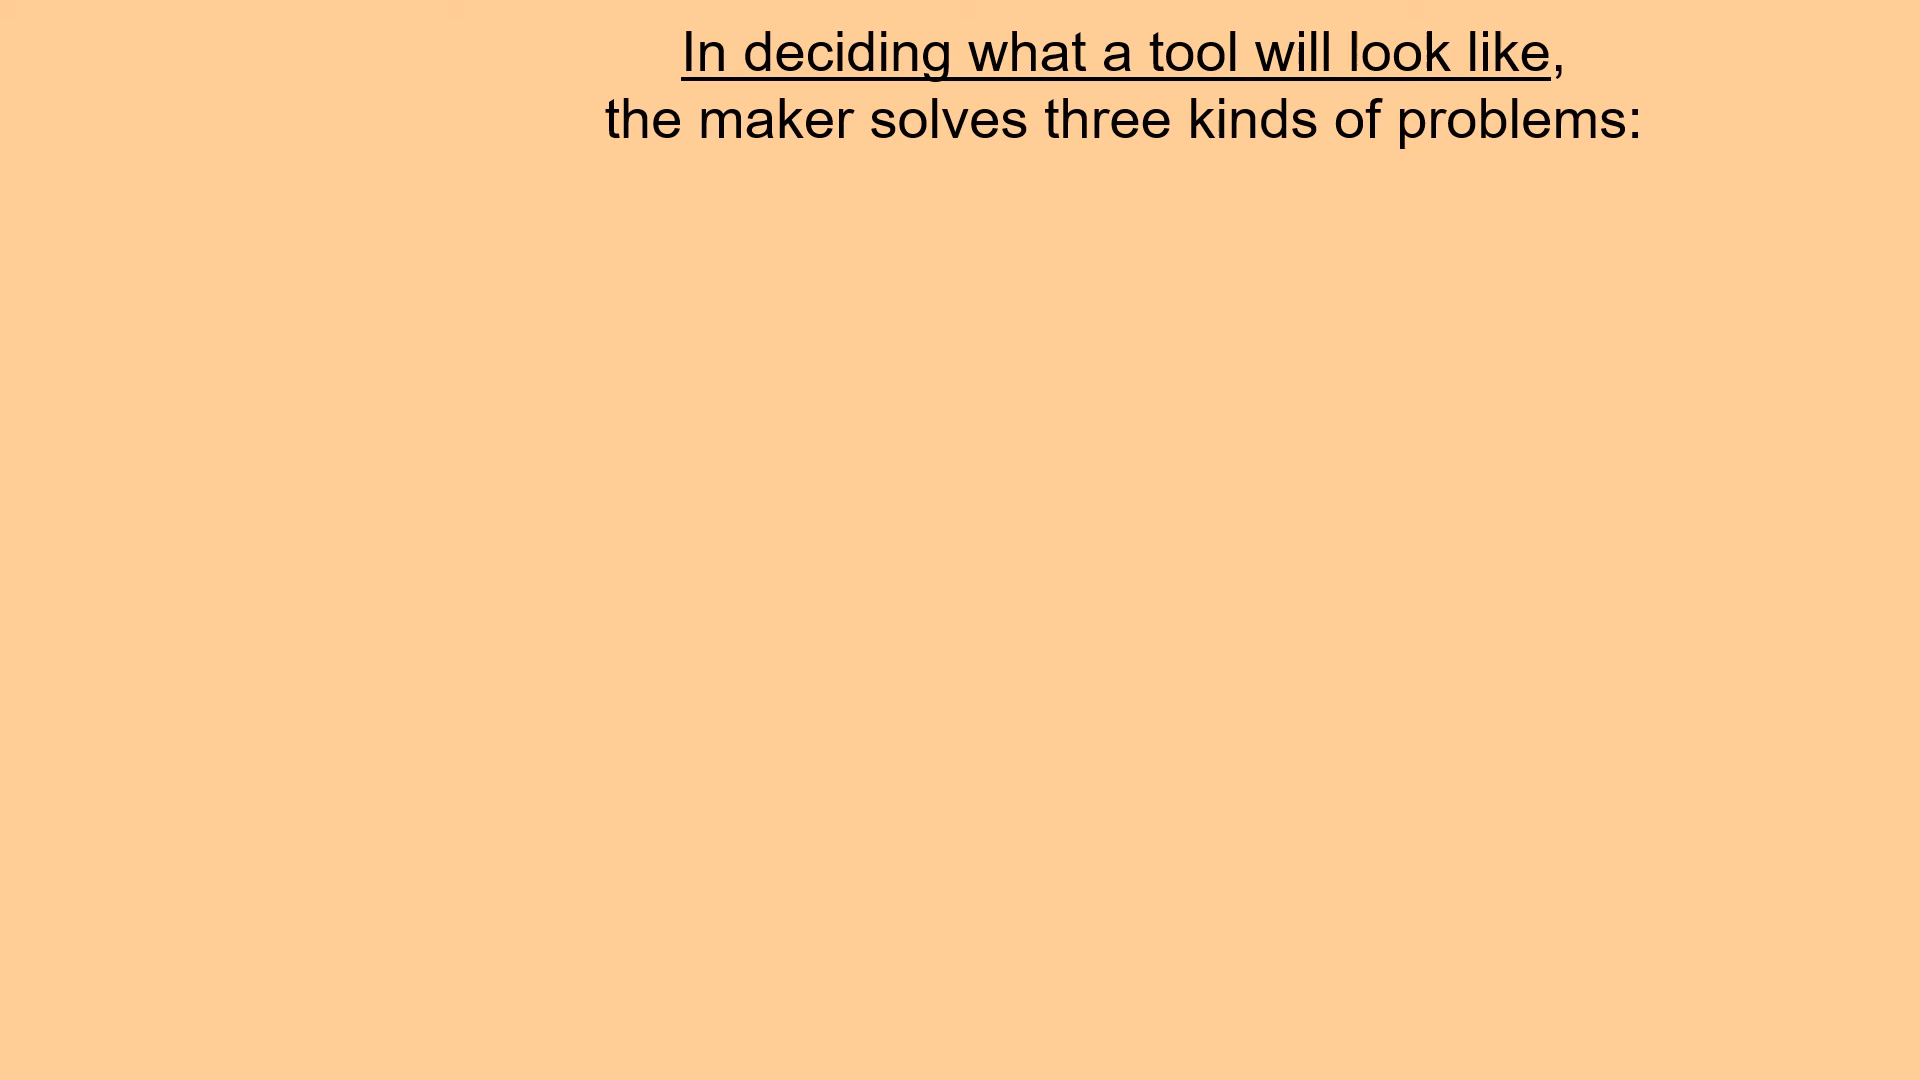 In deciding what a tool will look like,
the maker solves three kinds of problems: